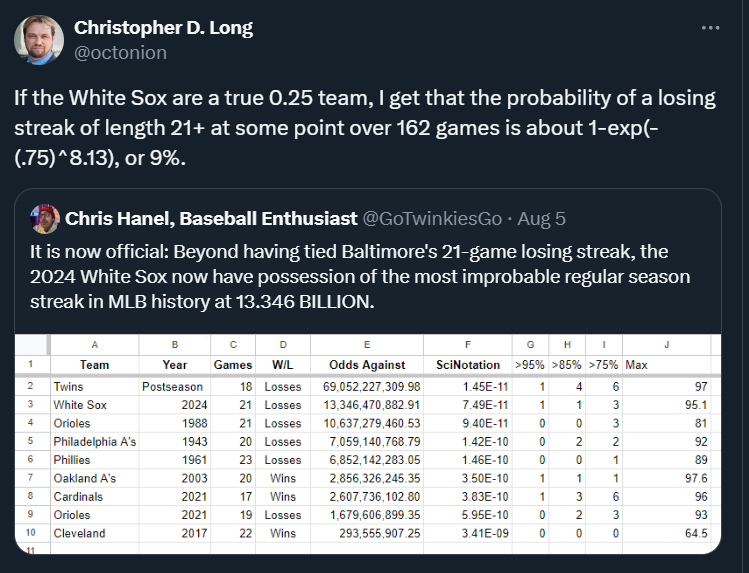 Christopher D. Long
@octonion
If the White Sox are a true 0.25 team, I get that the probability of a losing
streak of length 21+ at some point over 162 games is about 1-exp(-
(.75)^8.13), or 9%.
Chris Hanel, Baseball Enthusiast @GoTwinkiesGo · Aug 5
It is now official: Beyond having tied Baltimore's 21-game losing streak, the
2024 White Sox now have possession of the most improbable regular season
streak in MLB history at 13.346 BILLION.
A B C D E F G H I J
1 Team Year Games W/L Odds Against SciNotation >95% >85% >75% Max
2 Twins Postseason 18 Losses 69,052,227,309.98 1.45E-11 1 4 6 97
3 White Sox 2024 21 Losses 13,346,470,882.91 7.49E-11 1 1 3 95.1
4 Orioles 1988 21 Losses 10,637,279,460.53 9.40E-11 0 0 3 81
5 Philadelphia A's 1943 20 Losses 7,059,140,768.79 1.42E-10 0 2 2 92
6 Phillies 1961 23 Losses 6,852,142,283.05 1.46E-10 0 0 1 89
7 Oakland A's 2003 20 Wins 2,856,326,245.35 3.50E-10 1 1 1 97.6
8 Cardinals 2021 17 Wins 2,607,736,102.80 3.83E-10 1 3 6 96
9 Orioles 2021 19 Losses 1,679,606,899.35 5.95E-10 0 2 3 93
10 Cleveland 2017 22 Wins 293,555,907.25 3.41E-09 0 0 0 64.5
11